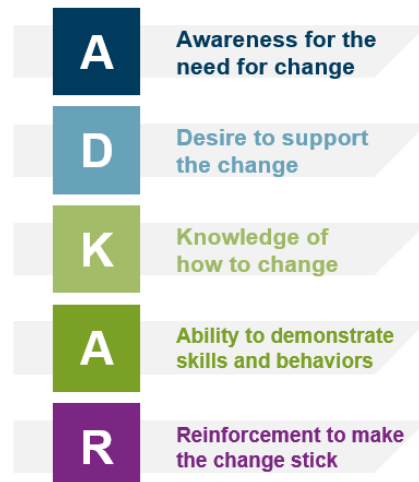 A
Awareness for the
need for change
D
Desire to support
the change
K
Knowledge of
how to change
A
Ability to demonstrate
skills and behaviors
R
Reinforcement to make
the change stick